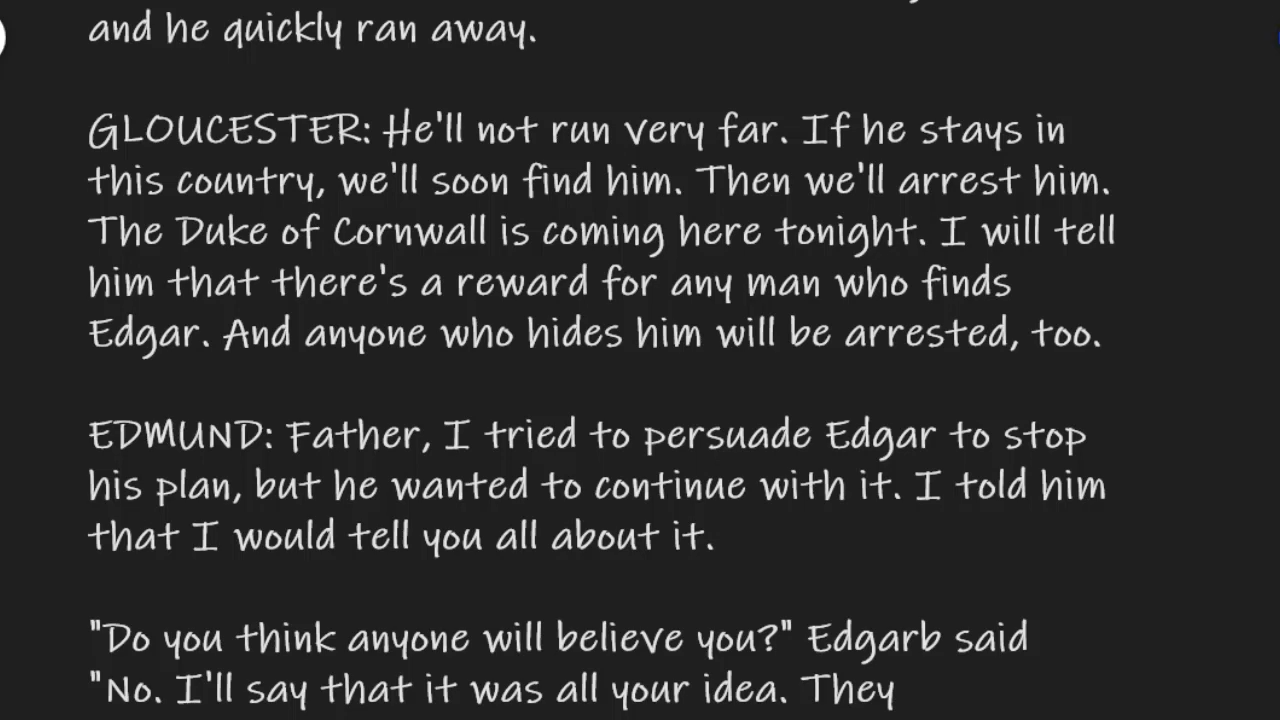 and he quickly ran away.
GLOUCESTER: He'll not run very far. If he stays in
this country, we'll soon find him. Then we'll arrest him.
The Duke of Cornwall is coming here tonight. I will tell
him that there's a reward for any man who finds
Edgar. And anyone who hides him will be arrested, too.
EDMUND: Father, I tried to persuade Edgar to stop
his plan, but he wanted to continue with it. I told him
that I would tell you all about it.
"Do you think anyone will believe you?" Edgarb said
"No. I'll say that it was all your idea. They